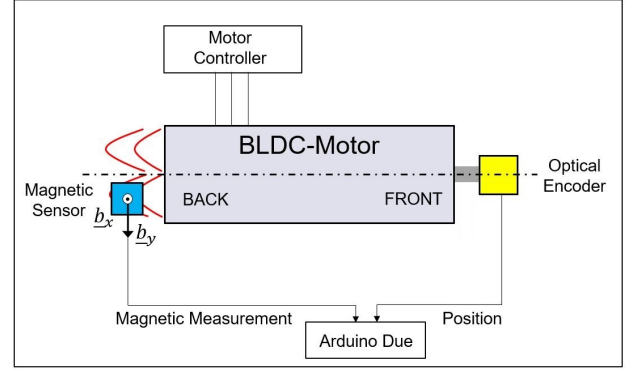 Motor
Controller
BLDC-Motor
Optical
Encoder
Magnetic
Sensor
BACK
FRONT
b_x
b_y
Magnetic Measurement
Position
Arduino Due